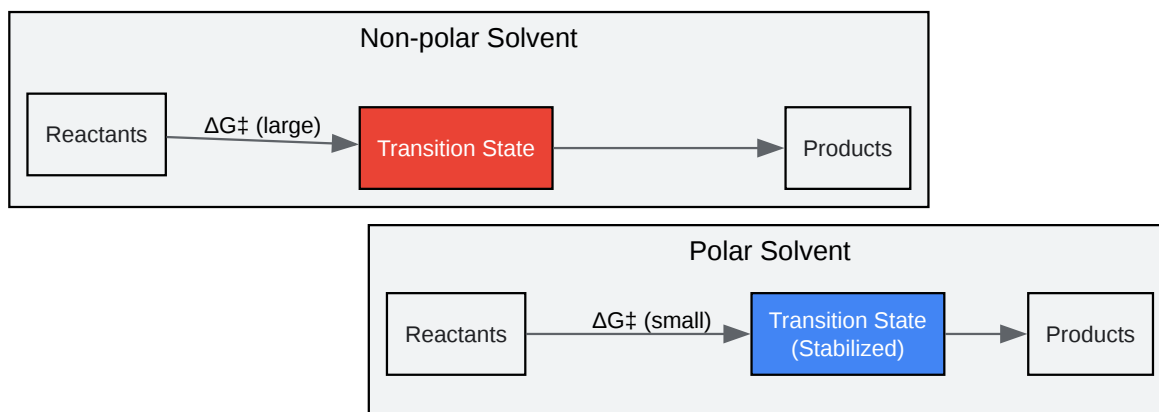 Non-polar Solvent
Reactants
ΔG‡ (large)
Transition State
Products
Polar Solvent
Reactants
ΔG‡ (small)
Transition State
(Stabilized)
Products